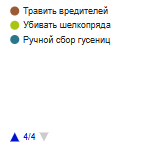 Травить вредителей
Убивать шелкопряда
Ручной сбор гусениц
4/4